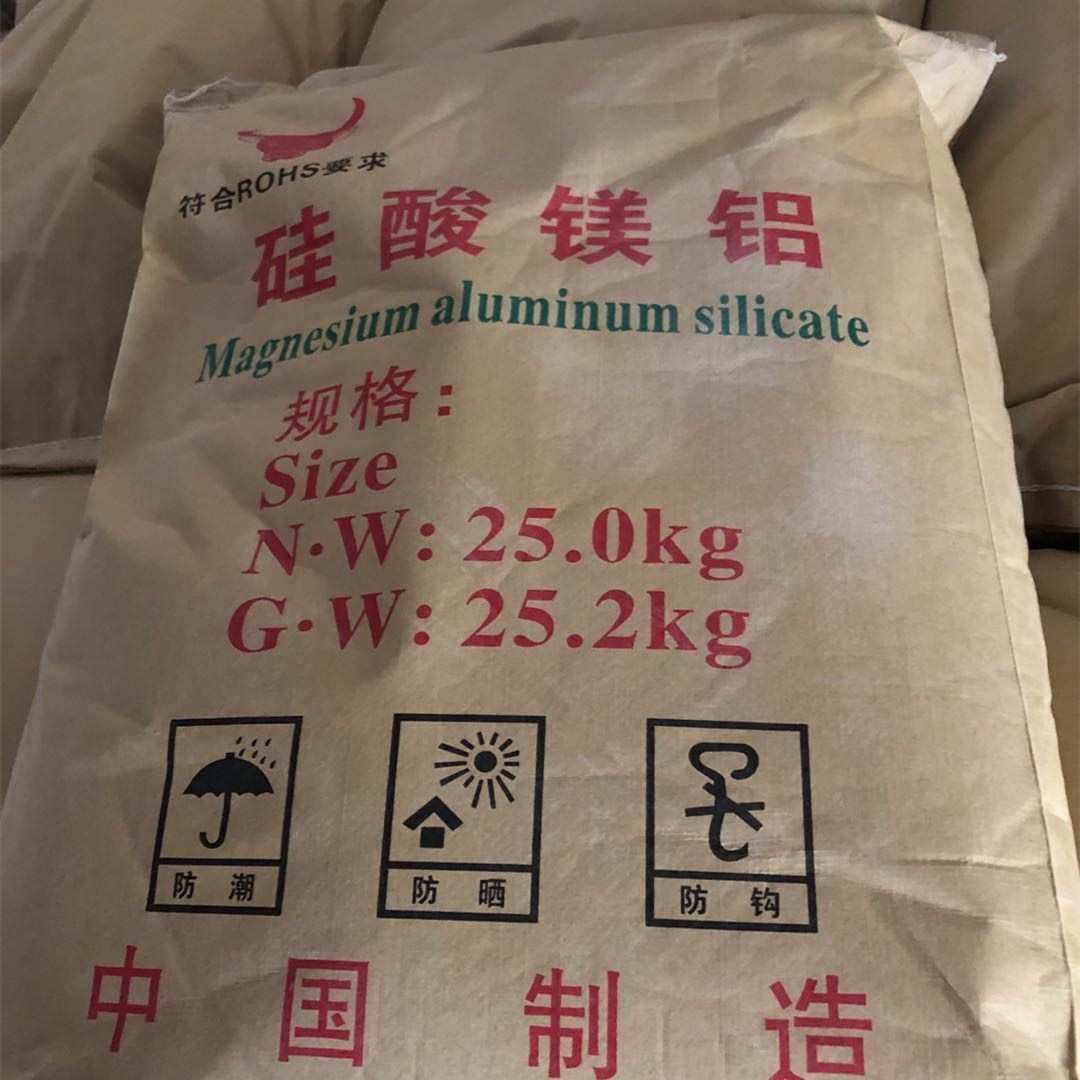 符合ROHS要求
硅酸镁铝
Magnesium aluminum silicate
规格:
Size
N·W: 25.0kg
G·W: 25.2kg
防潮 防晒 防钩
中国制造